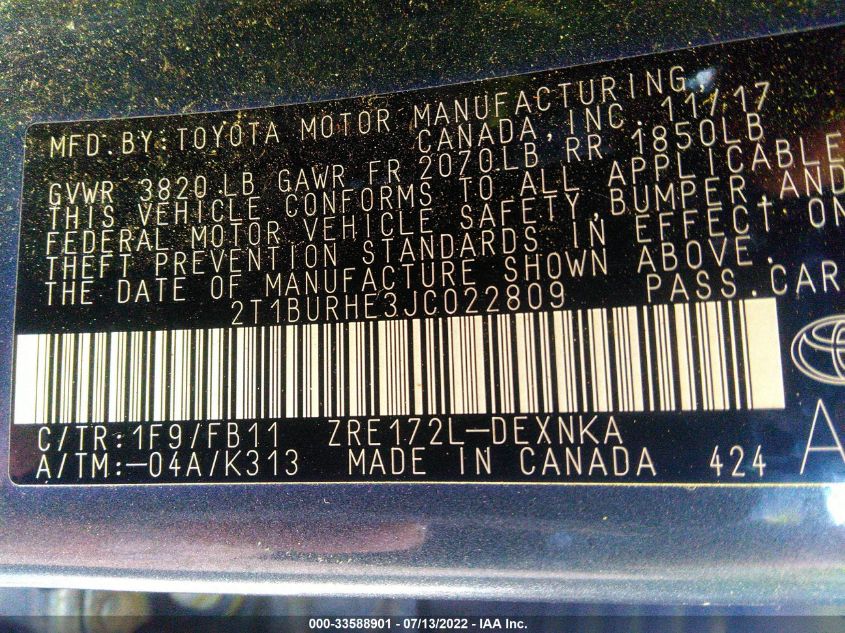 MFD. BY: TOYOTA MOTOR MANUFACTURING,
CANADA, INC. 11/17
GVWR 3820 LB GAWR FR 2070LB RR 1850LB
THIS VEHICLE CONFORMS TO ALL APPLICABLE
FEDERAL MOTOR VEHICLE SAFETY, BUMPER, AND
THEFT PREVENTION STANDARDS IN EFFECT ON
THE DATE OF MANUFACTURE SHOWN ABOVE.
2T1BURHE3JC022809 PASS. CAR
C/TR: 1F9/FB11 ZRE172L-DEXNKA
A/TM: -04A/K313 MADE IN CANADA 424 A
000-33588901 - 07/13/2022 - IAA Inc.